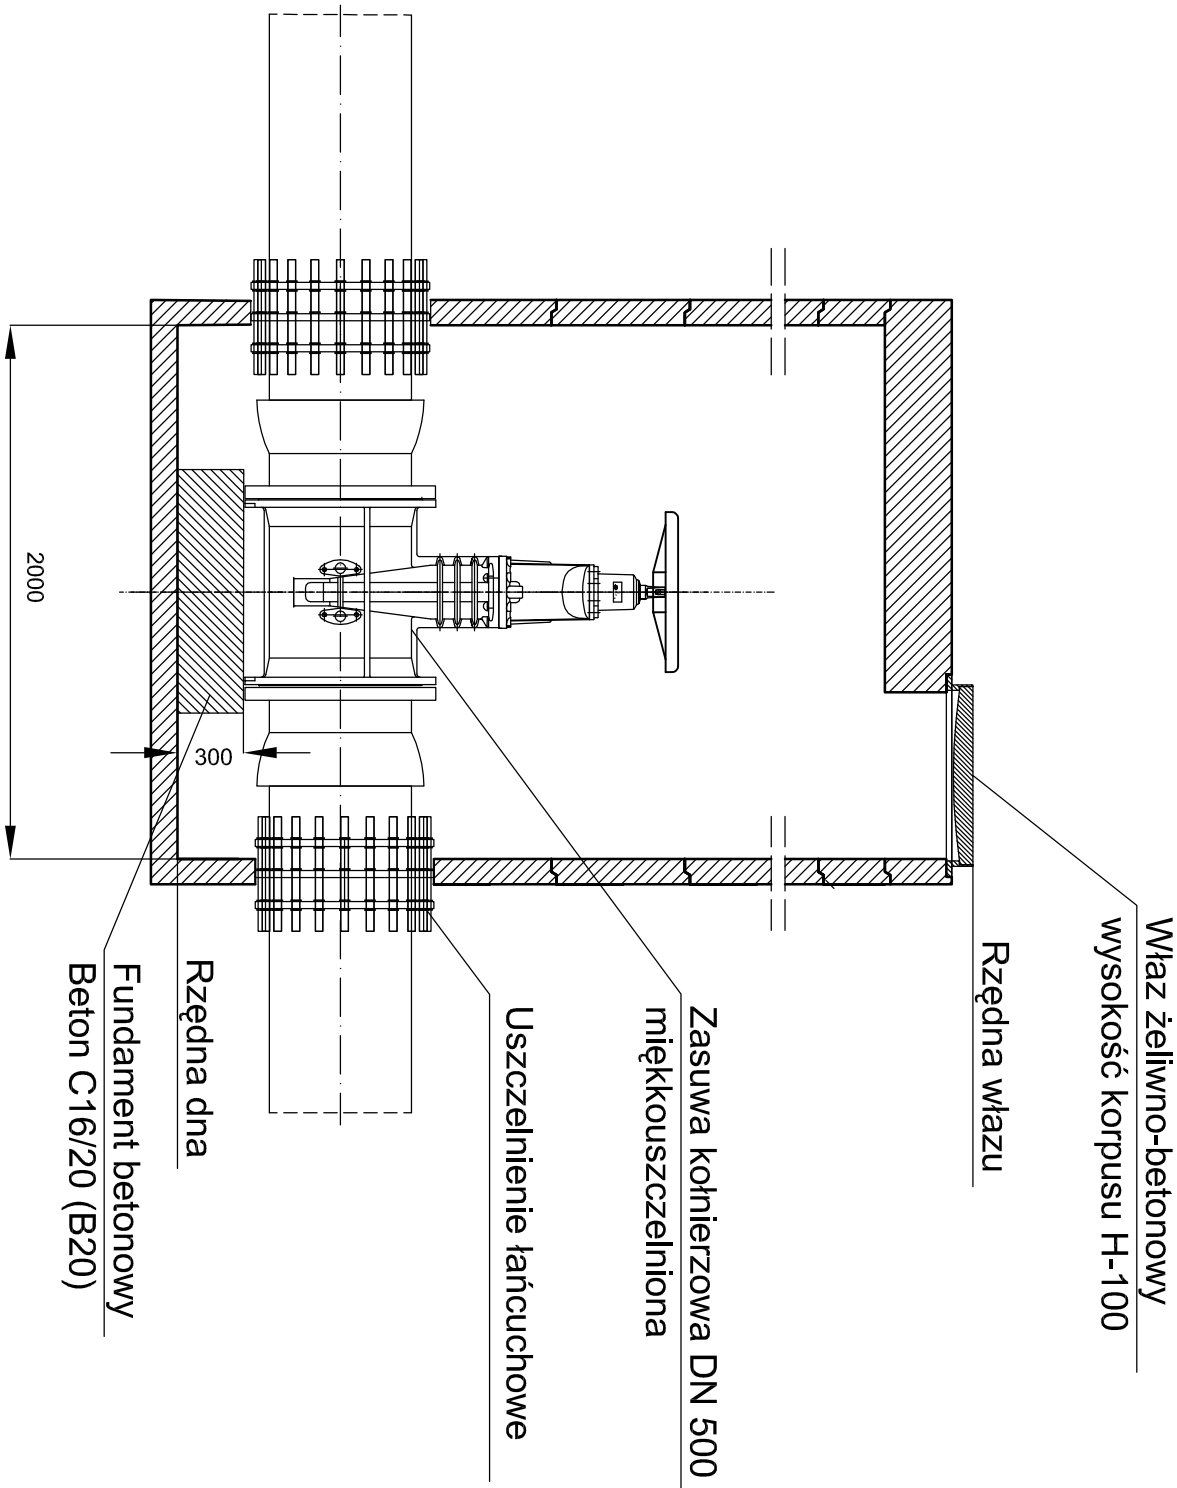 Właz żeliwno-betonowy
wysokość korpusu H-100
Rzędna włazu
Zasuwa kołnierzowa DN 500
miękkouszczelniona
Uszczelnienie łańcuchowe
Rzędna dna
Fundament betonowy
Beton C16/20 (B20)
300
2000